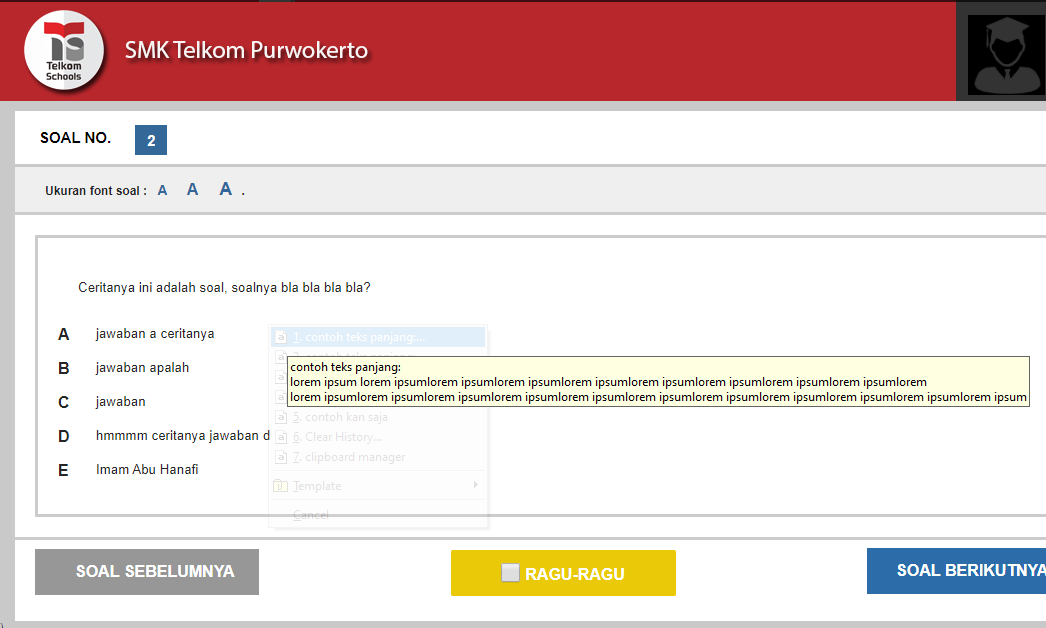 Telkom
Schools
SMK Telkom Purwokerto
SOAL NO. 2
Ukuran font soal : A A A .
Ceritanya ini adalah soal, soalnya bla bla bla bla?
A jawaban a ceritanya
B jawaban apalah
C jawaban
D hmmmm ceritanya jawaban d
E Imam Abu Hanafi
1. contoh teks panjang:...
contoh teks panjang:
lorem ipsum lorem ipsumlorem ipsumlorem ipsumlorem ipsumlorem ipsumlorem ipsumlorem ipsumlorem ipsumlorem
lorem ipsumlorem ipsumlorem ipsumlorem ipsumlorem ipsumlorem ipsumlorem ipsumlorem ipsumlorem ipsumlorem ipsumlorem ipsum
5. contoh kan saja
6. Clear History...
7. clipboard manager
Template
Cancel
SOAL SEBELUMNYA
RAGU-RAGU
SOAL BERIKUTNYA